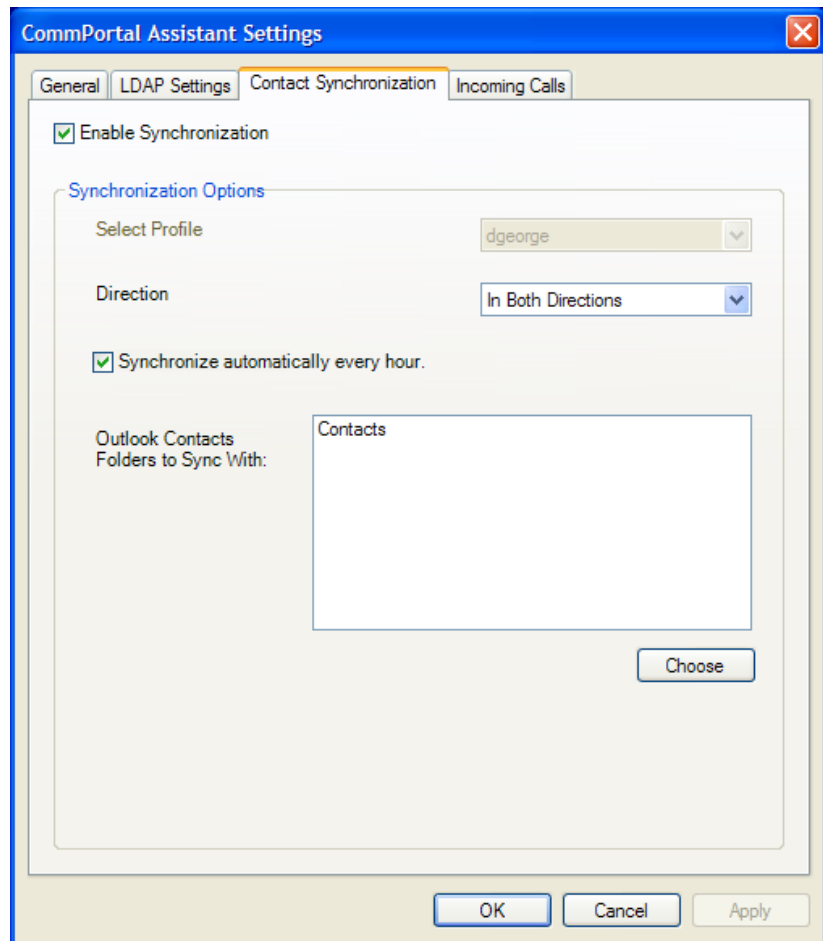 CommPortal Assistant Settings
General LDAP Settings Contact Synchronization Incoming Calls
Enable Synchronization
Synchronization Options
Select Profile dgeorge
Direction In Both Directions
Synchronize automatically every hour.
Outlook Contacts
Folders to Sync With:
Contacts
Choose
OK Cancel Apply